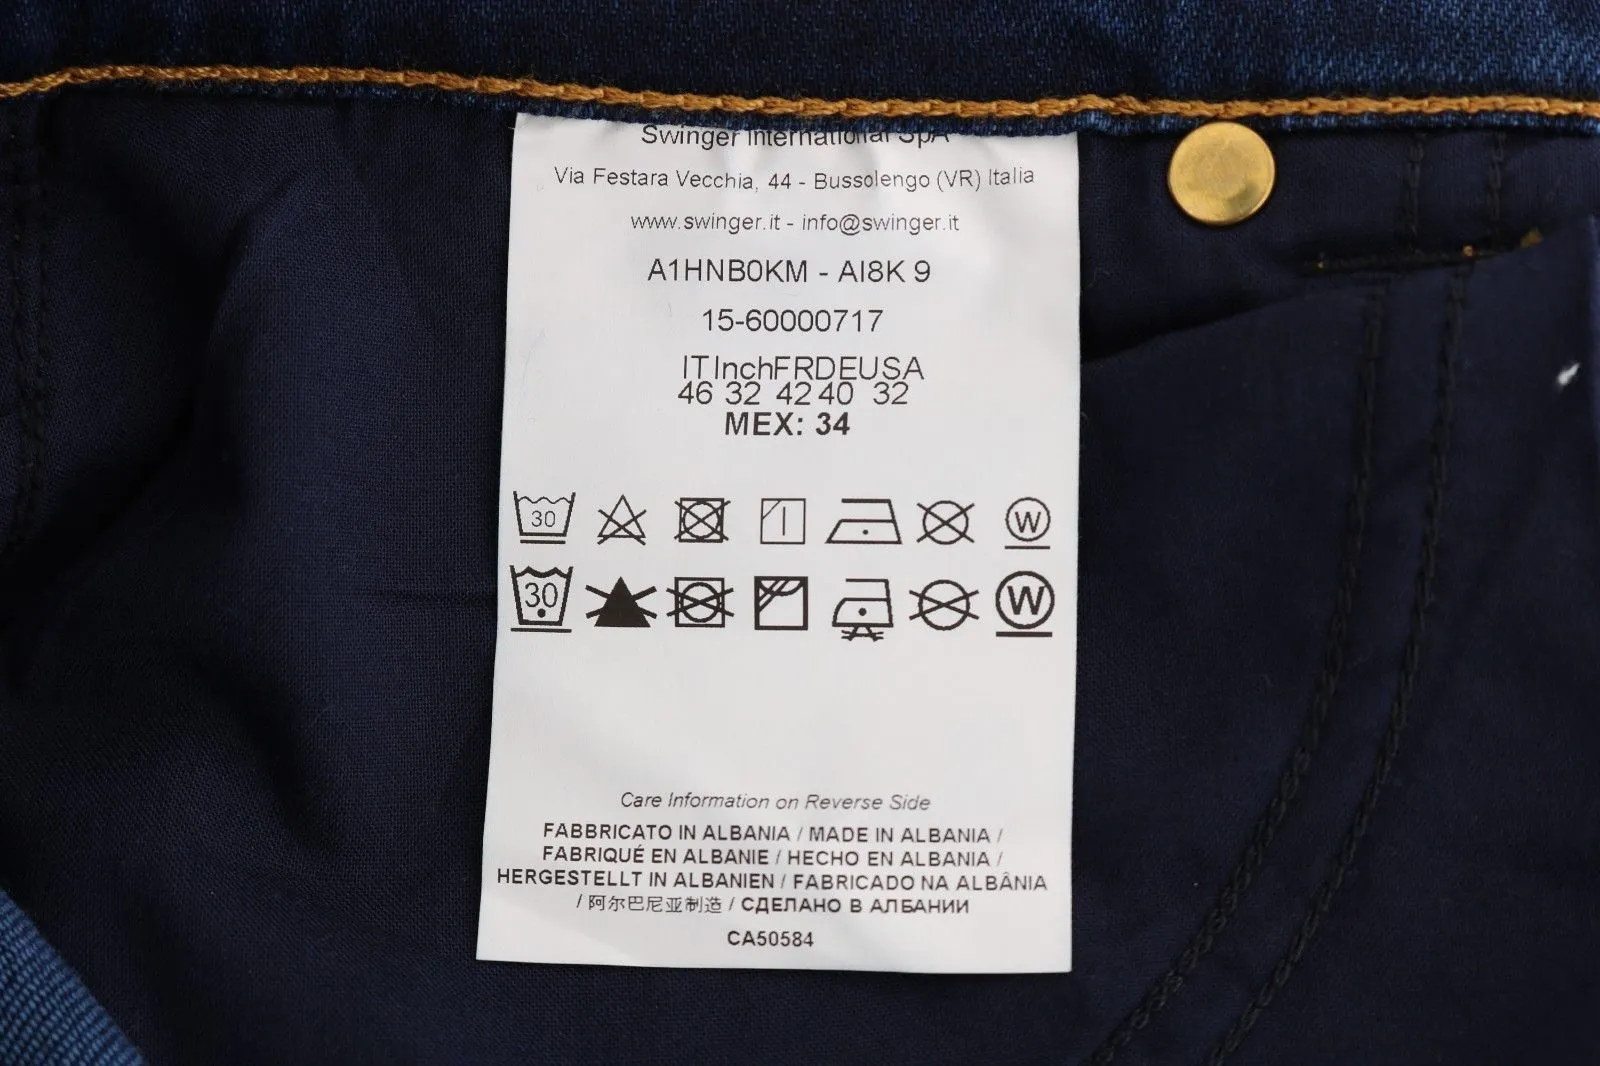 Swinger International SpA
Via Festara Vecchia, 44 - Bussolengo (VR) Italia
www.swinger.it - info@swinger.it
A1HNB0KM - AI8K 9
15-60000717
ITInchFRDEUSA
46 32 42 40 32
MEX: 34
30 W
30 W
Care Information on Reverse Side
FABBRICATO IN ALBANIA / MADE IN ALBANIA /
FABRIQUÉ EN ALBANIE / HECHO EN ALBANIA /
HERGESTELLT IN ALBANIEN / FABRICADO NA ALBÂNIA
/ 阿尔巴尼亚制造 / СДЕЛАНО В АЛБАНИИ
CA50584